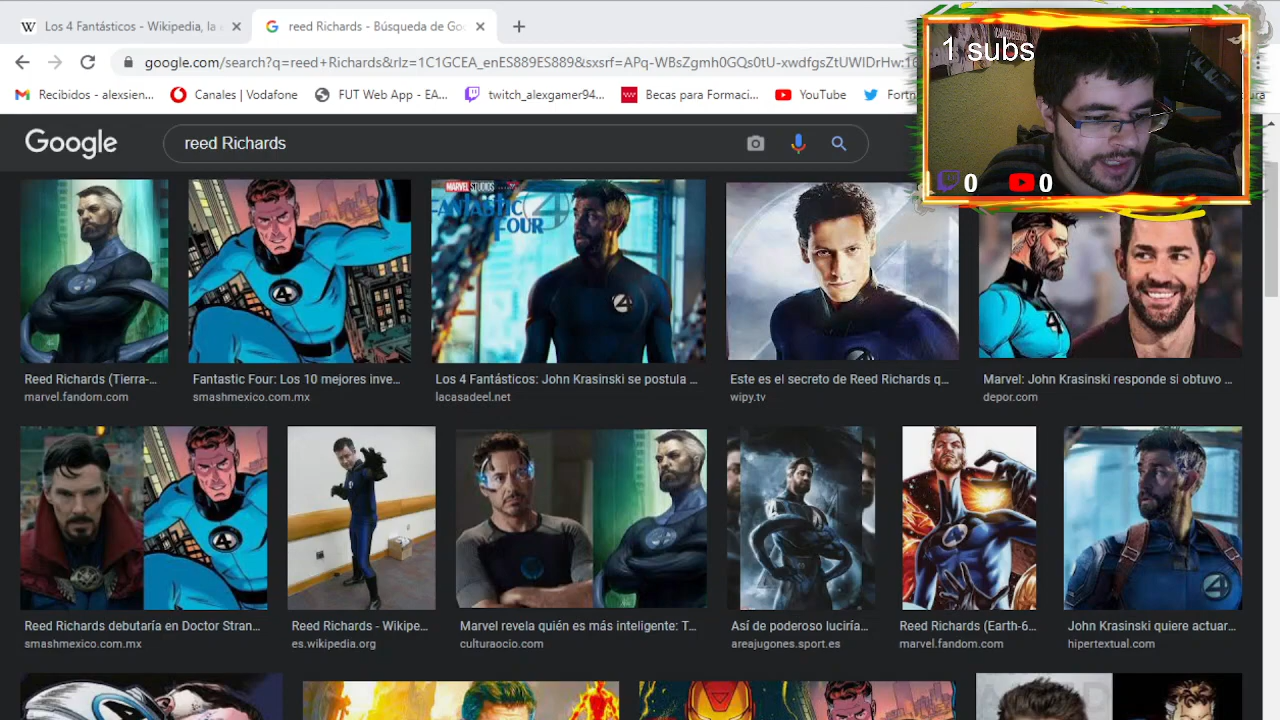 Los 4 Fantásticos - Wikipedia, la
reed Richards - Búsqueda de Go
google.com/search?q=reed+Richards&rlz=1C1GCEA_enES889ES889&sxsrf=APq-WBsZgmh0GQs0tU-xwdfgsZtUWIDrHw:16
Recibidos - alexsien...
Canales | Vodafone
FUT Web App - EA...
twitch_alexgamer94...
Becas para Formaci...
YouTube
1 subs
0
0
Google
reed Richards
MARVEL STUDIOS
FANTASTIC
FOUR
Reed Richards (Tierra-...
marvel.fandom.com
Fantastic Four: Los 10 mejores inve...
smashmexico.com.mx
Los 4 Fantásticos: John Krasinski se postula ...
lacasadeel.net
Este es el secreto de Reed Richards q...
wipy.tv
Marvel: John Krasinski responde si obtuvo ...
depor.com
Reed Richards debutaría en Doctor Stran...
smashmexico.com.mx
Reed Richards - Wikipe...
es.wikipedia.org
Marvel revela quién es más inteligente: T...
culturaocio.com
Así de poderoso luciría...
areajugones.sport.es
Reed Richards (Earth-6...
marvel.fandom.com
John Krasinski quiere actuar...
hipertextual.com